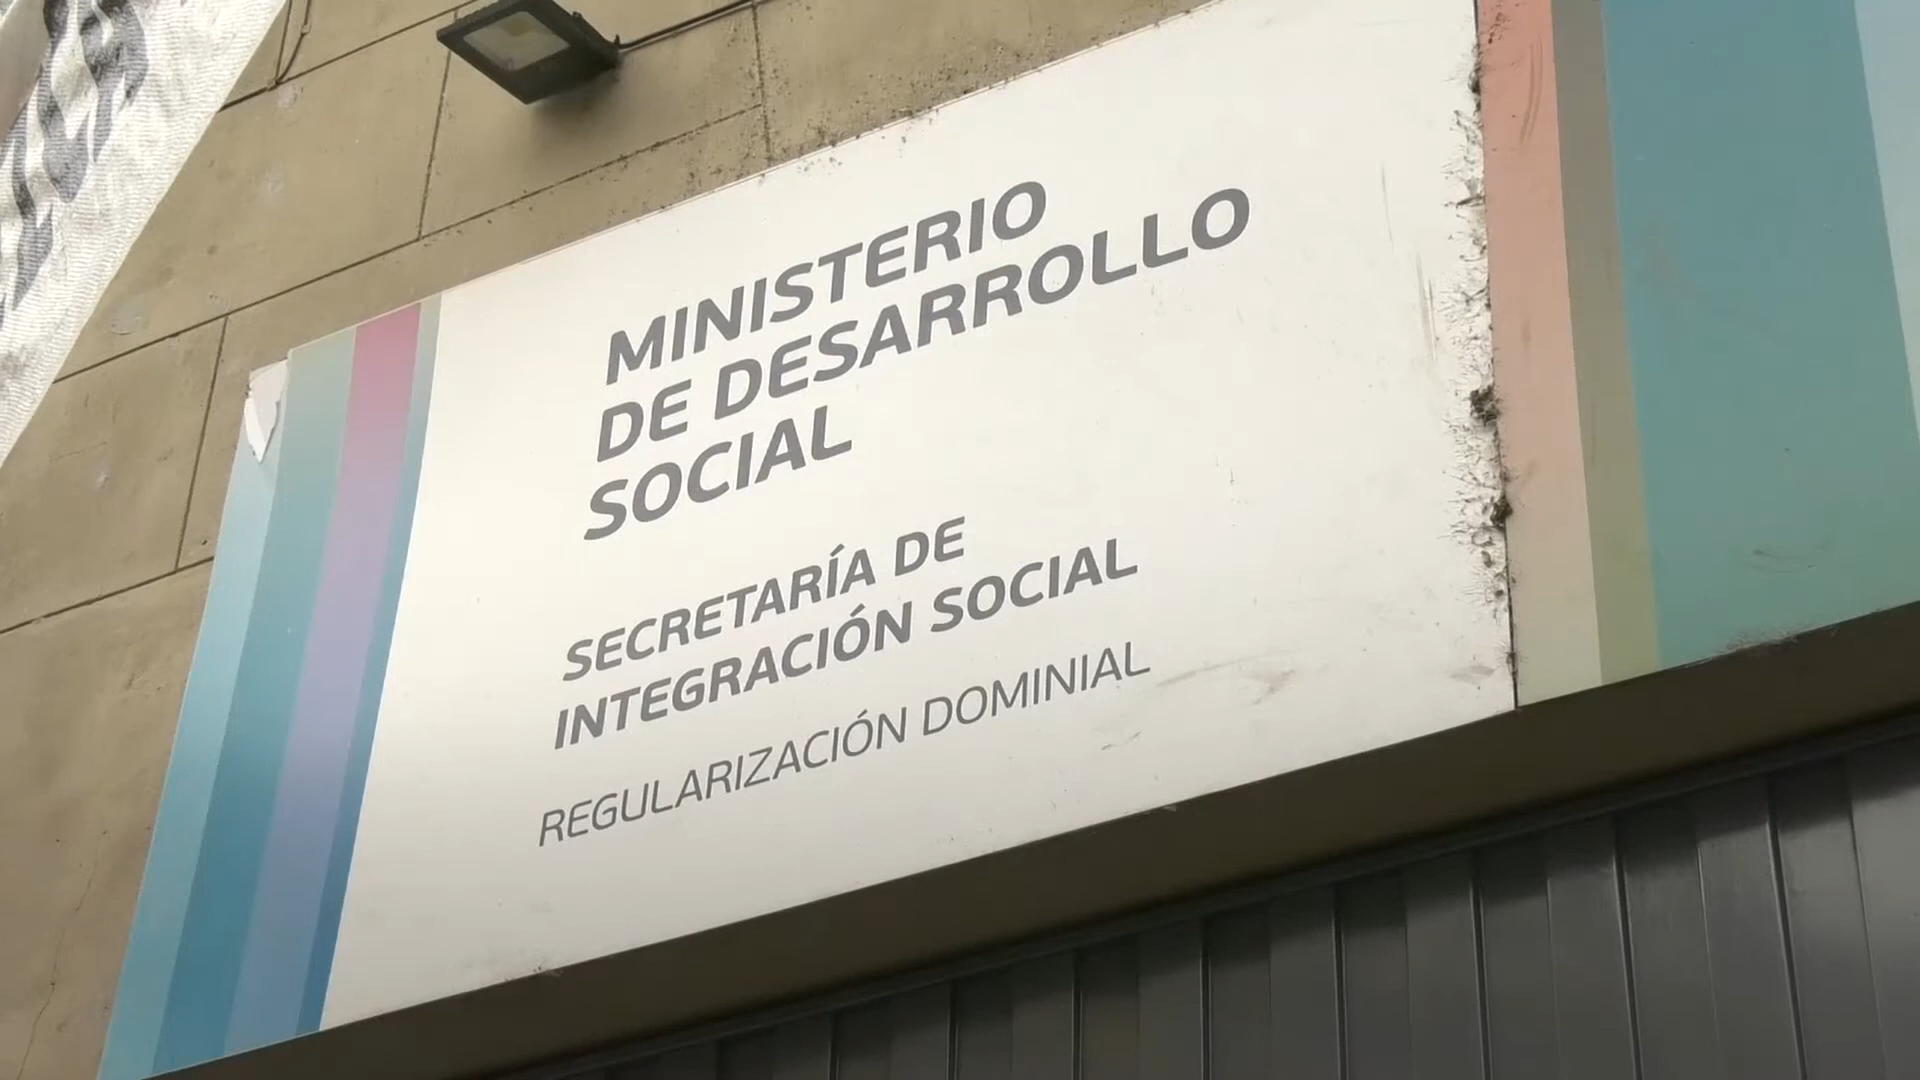 MINISTERIO
DE DESARROLLO
SOCIAL
SECRETARÍA DE
INTEGRACIÓN SOCIAL
REGULARIZACIÓN DOMINIAL